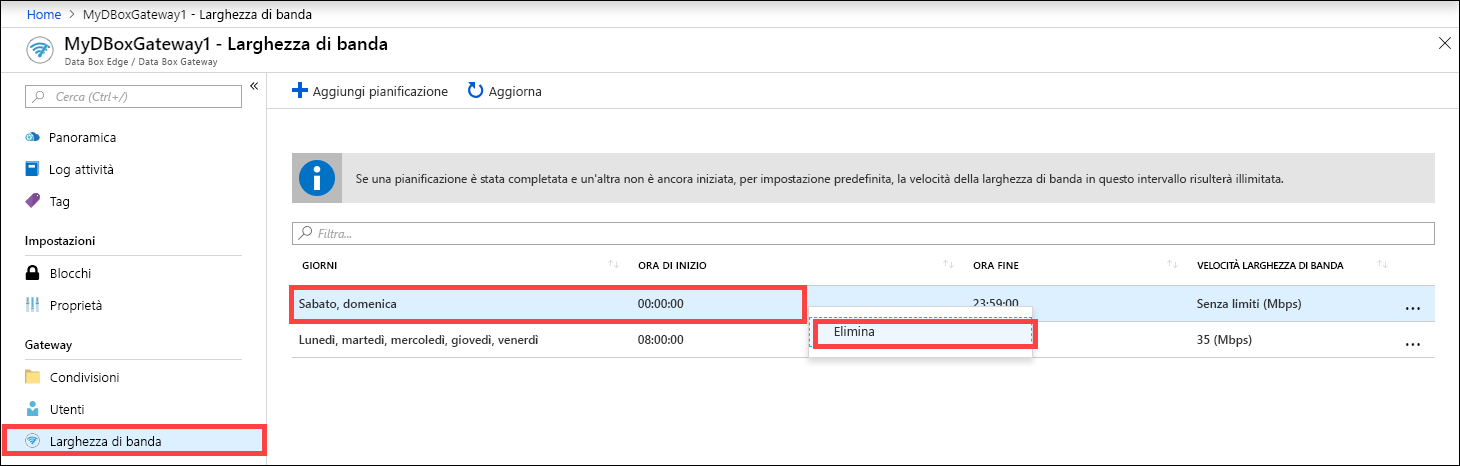 Home > MyDBoxGateway1 - Larghezza di banda
MyDBoxGateway1 - Larghezza di banda
Data Box Edge / Data Box Gateway
Cerca (Ctrl+/)
«
Panoramica
Log attività
Tag
Impostazioni
Blocchi
Proprietà
Gateway
Condivisioni
Utenti
Larghezza di banda
Aggiungi pianificazione Aggiorna
Se una pianificazione è stata completata e un'altra non è ancora iniziata, per impostazione predefinita, la velocità della larghezza di banda in questo intervallo risulterà illimitata.
Filtra...
GIORNI ORA DI INIZIO ORA FINE VELOCITÀ LARGHEZZA DI BANDA
Sabato, domenica 00:00:00 23:59:00 Senza limiti (Mbps) ...
Elimina
Lunedì, martedì, mercoledì, giovedì, venerdì 08:00:00 35 (Mbps) ...